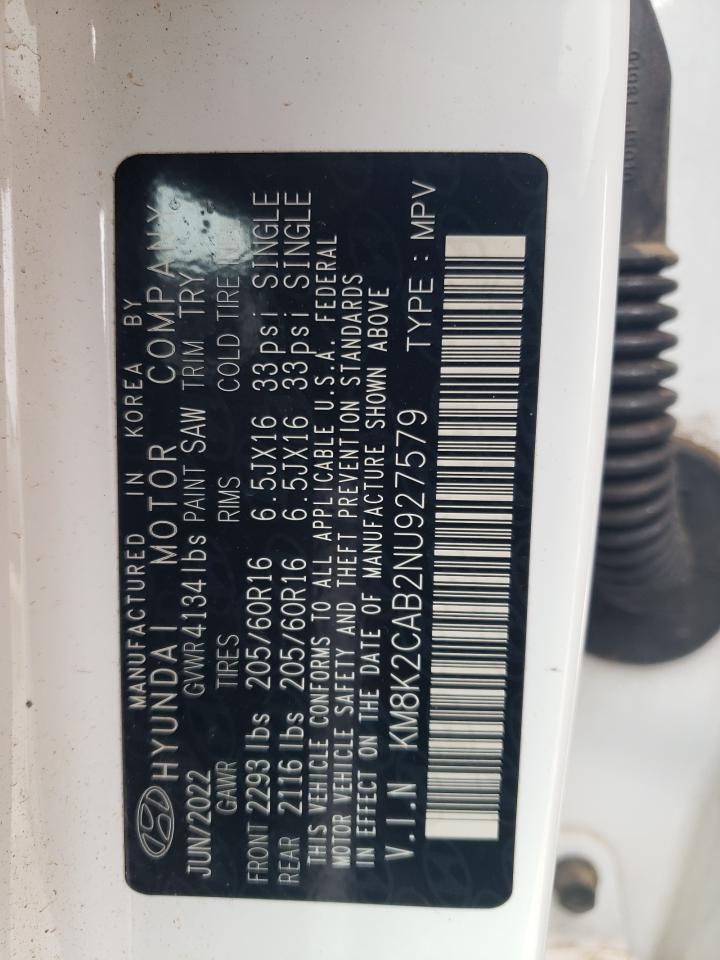 MANUFACTURED IN KOREA BY
HYUNDAI MOTOR COMPANY
JUN/2022 GVWR 4134 lbs PAINT SAW TRIM TRY
GAWR TIRES RIMS COLD TIRE
FRONT 2293 lbs 205/60R16 6.5JX16 33psi SINGLE
REAR 2116 lbs 205/60R16 6.5JX16 33psi SINGLE
THIS VEHICLE CONFORMS TO ALL APPLICABLE U.S.A. FEDERAL
MOTOR VEHICLE SAFETY AND THEFT PREVENTION STANDARDS
IN EFFECT ON THE DATE OF MANUFACTURE SHOWN ABOVE
V.I.N KM8K2CAB2NU927579 TYPE : MPV